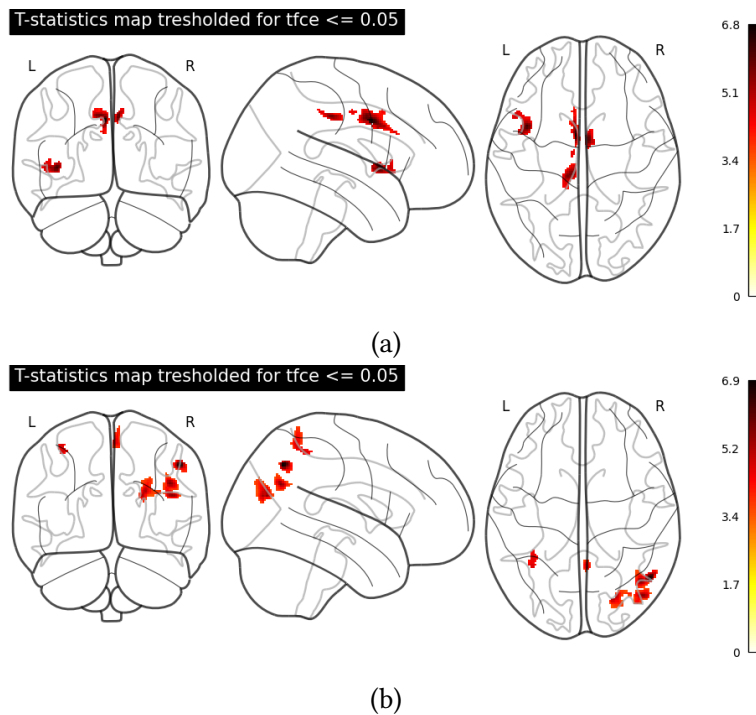 T-statistics map tresholded for tfce <= 0.05
L
R
L
R
6.8
5.1
3.4
1.7
0
(a)
T-statistics map tresholded for tfce <= 0.05
L
R
L
R
6.9
5.2
3.4
1.7
0
(b)